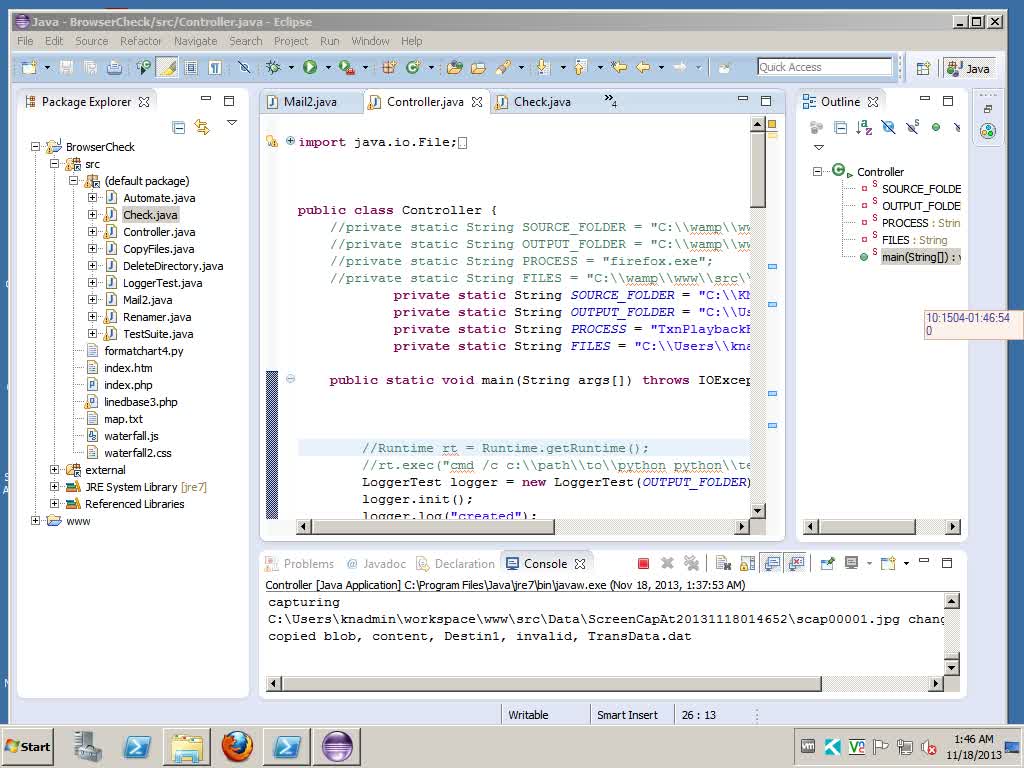 Java - BrowserCheck/src/Controller.java - Eclipse
File Edit Source Refactor Navigate Search Project Run Window Help
Quick Access
Java
Package Explorer
BrowserCheck
src
(default package)
Automate.java
Check.java
Controller.java
CopyFiles.java
DeleteDirectory.java
LoggerTest.java
Mail2.java
Renamer.java
TestSuite.java
formatchart4.py
index.htm
index.php
linedbase3.php
map.txt
waterfall.js
waterfall2.css
external
JRE System Library [jre7]
Referenced Libraries
www
Mail2.java Controller.java Check.java »4
import java.io.File;
public class Controller {
//private static String SOURCE_FOLDER = "C:\\wamp\\ww
//private static String OUTPUT_FOLDER = "C:\\wamp\\ww
//private static String PROCESS = "firefox.exe";
//private static String FILES = "C:\\wamp\\www\\src\\
private static String SOURCE_FOLDER = "C:\\KN
private static String OUTPUT_FOLDER = "C:\\Us
private static String PROCESS = "TxnPlayback
private static String FILES = "C:\\Users\\kna
public static void main(String args[]) throws IOExcep
//Runtime rt = Runtime.getRuntime();
//rt.exec("cmd /c c:\\path\\to\\python python\\te
LoggerTest logger = new LoggerTest(OUTPUT_FOLDER)
logger.init();
logger.log("created");
Outline
Controller
SOURCE_FOLDE
OUTPUT_FOLDE
PROCESS : Strin
FILES : String
main(String[]) : v
10:1504-01:46:54
0
Problems @ Javadoc Declaration Console
Controller [Java Application] C:\Program Files\Java\jre7\bin\javaw.exe (Nov 18, 2013, 1:37:53 AM)
capturing
C:\Users\knadmin\workspace\www\src\Data\ScreenCapAt20131118014652\scap00001.jpg chang
copied blob, content, Destin1, invalid, TransData.dat
Writable Smart Insert 26 : 13
Start
1:46 AM
11/18/2013